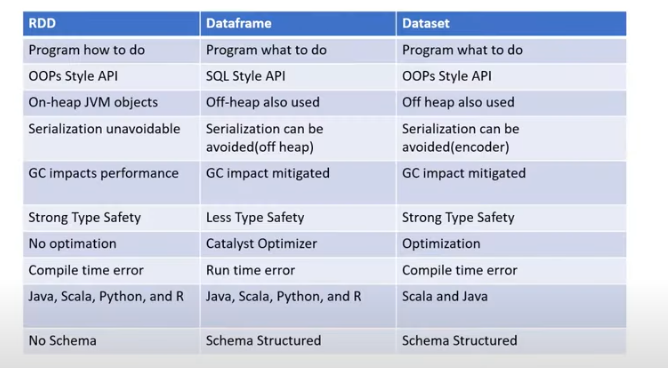 RDD Dataframe Dataset
Program how to do Program what to do Program what to do
OOPs Style API SQL Style API OOPs Style API
On-heap JVM objects Off-heap also used Off heap also used
Serialization unavoidable Serialization can be Serialization can be
avoided(off heap) avoided(encoder)
GC impacts performance GC impact mitigated GC impact mitigated
Strong Type Safety Less Type Safety Strong Type Safety
No optimation Catalyst Optimizer Optimization
Compile time error Run time error Compile time error
Java, Scala, Python, and R Java, Scala, Python, and R Scala and Java
No Schema Schema Structured Schema Structured